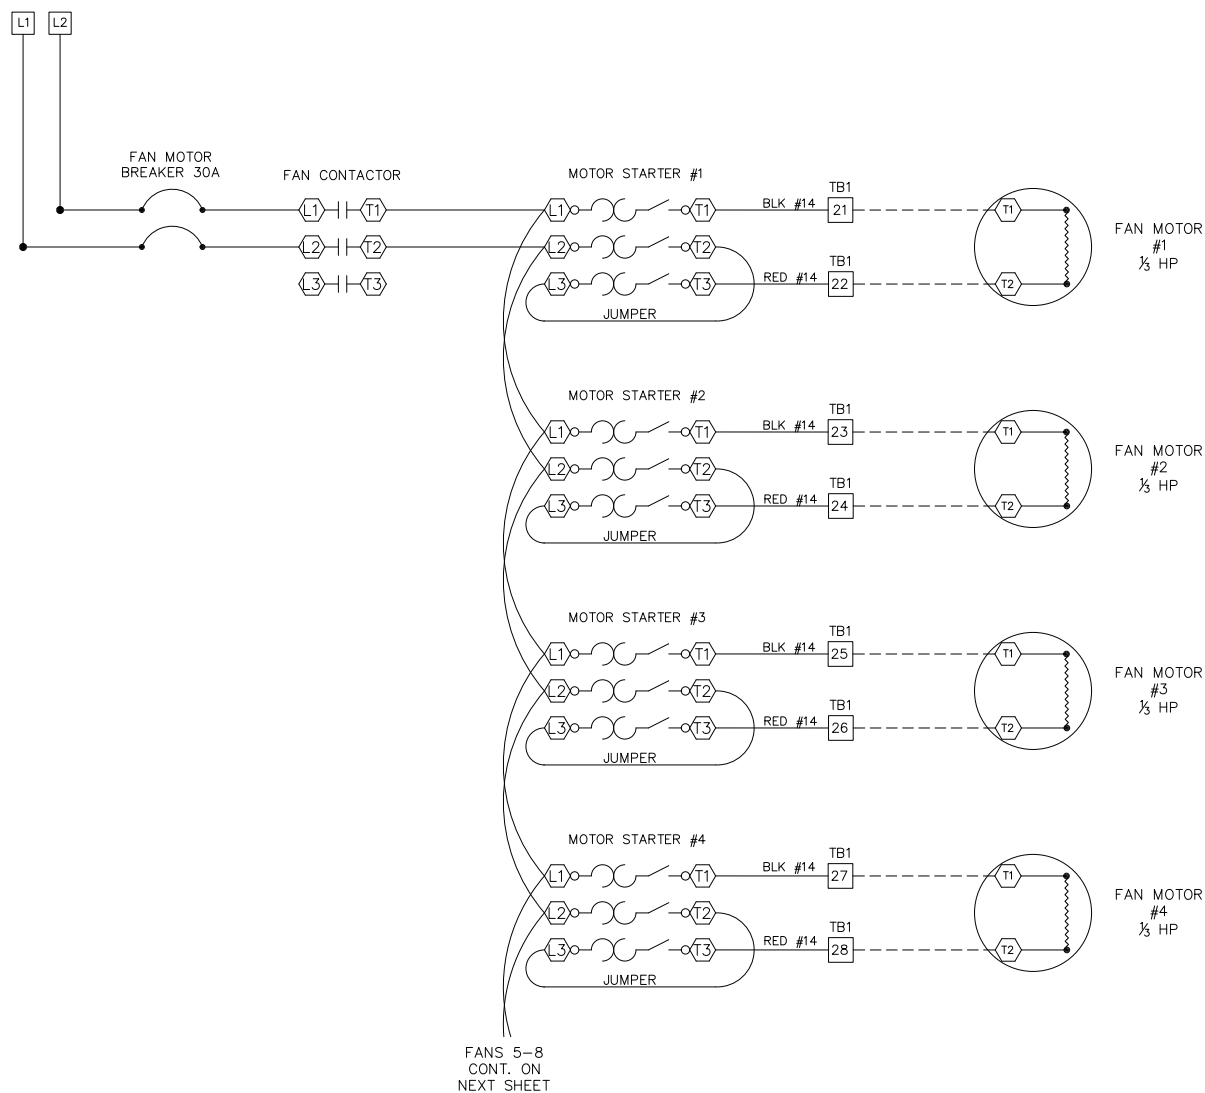 L1
L2
FAN MOTOR
BREAKER 30A
FAN CONTACTOR
L1
T1
L2
T2
L3
T3
MOTOR STARTER #1
L1
T1
BLK #14
TB1
21
T1
L2
T2
L3
T3
RED #14
TB1
22
T2
JUMPER
FAN MOTOR
#1
⅓ HP
MOTOR STARTER #2
L1
T1
BLK #14
TB1
23
T1
L2
T2
L3
T3
RED #14
TB1
24
T2
JUMPER
FAN MOTOR
#2
⅓ HP
MOTOR STARTER #3
L1
T1
BLK #14
TB1
25
T1
L2
T2
L3
T3
RED #14
TB1
26
T2
JUMPER
FAN MOTOR
#3
⅓ HP
MOTOR STARTER #4
L1
T1
BLK #14
TB1
27
T1
L2
T2
L3
T3
RED #14
TB1
28
T2
JUMPER
FAN MOTOR
#4
⅓ HP
FANS 5-8
CONT. ON
NEXT SHEET